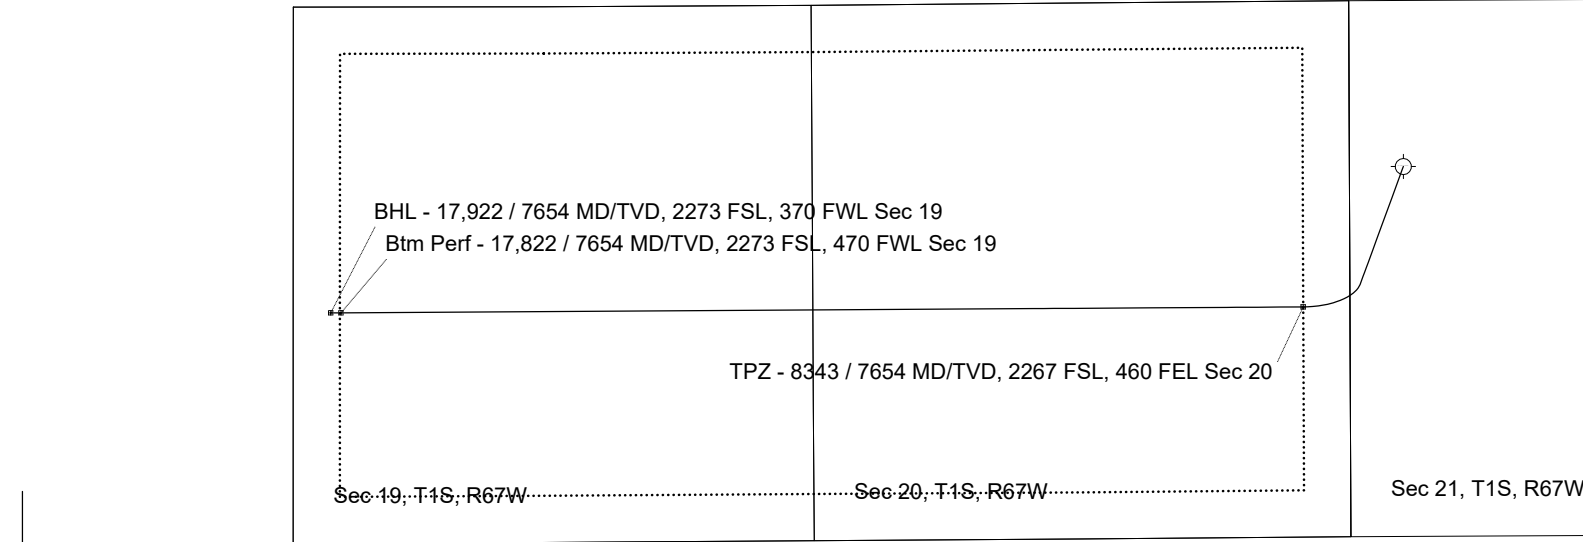 BHL - 17,922 / 7654 MD/TVD, 2273 FSL, 370 FWL Sec 19
Btm Perf - 17,822 / 7654 MD/TVD, 2273 FSL, 470 FWL Sec 19
TPZ - 8343 / 7654 MD/TVD, 2267 FSL, 460 FEL Sec 20
Sec 19, T1S, R67W
Sec 20, T1S, R67W
Sec 21, T1S, R67W